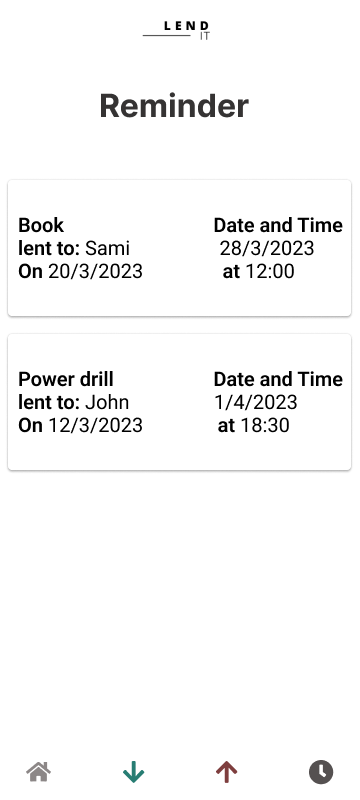 LEND
IT
Reminder
Book
lent to: Sami
On 20/3/2023
Date and Time
28/3/2023
at 12:00
Power drill
lent to: John
On 12/3/2023
Date and Time
1/4/2023
at 18:30